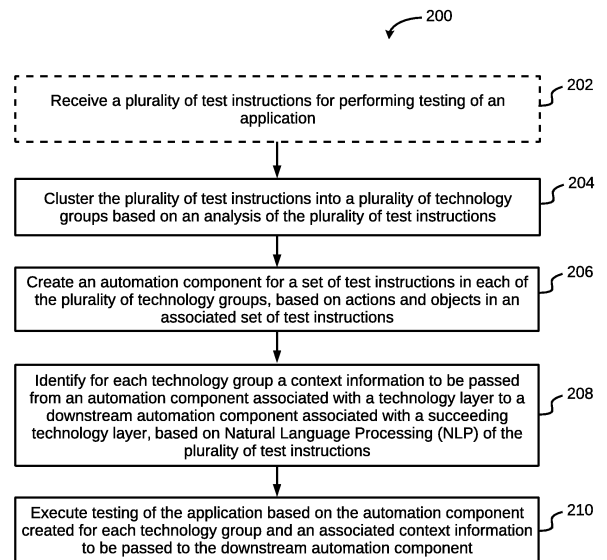 200
202
Receive a plurality of test instructions for performing testing of an
application
204
Cluster the plurality of test instructions into a plurality of technology
groups based on an analysis of the plurality of test instructions
206
Create an automation component for a set of test instructions in each of
the plurality of technology groups, based on actions and objects in an
associated set of test instructions
208
Identify for each technology group a context information to be passed
from an automation component associated with a technology layer to a
downstream automation component associated with a succeeding
technology layer, based on Natural Language Processing (NLP) of the
plurality of test instructions
210
Execute testing of the application based on the automation component
created for each technology group and an associated context information
to be passed to the downstream automation component